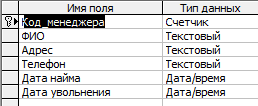 Имя поля Тип данных
Код_менеджера Счетчик
ФИО Текстовый
Адрес Текстовый
Телефон Текстовый
Дата найма Дата/время
Дата увольнения Дата/время